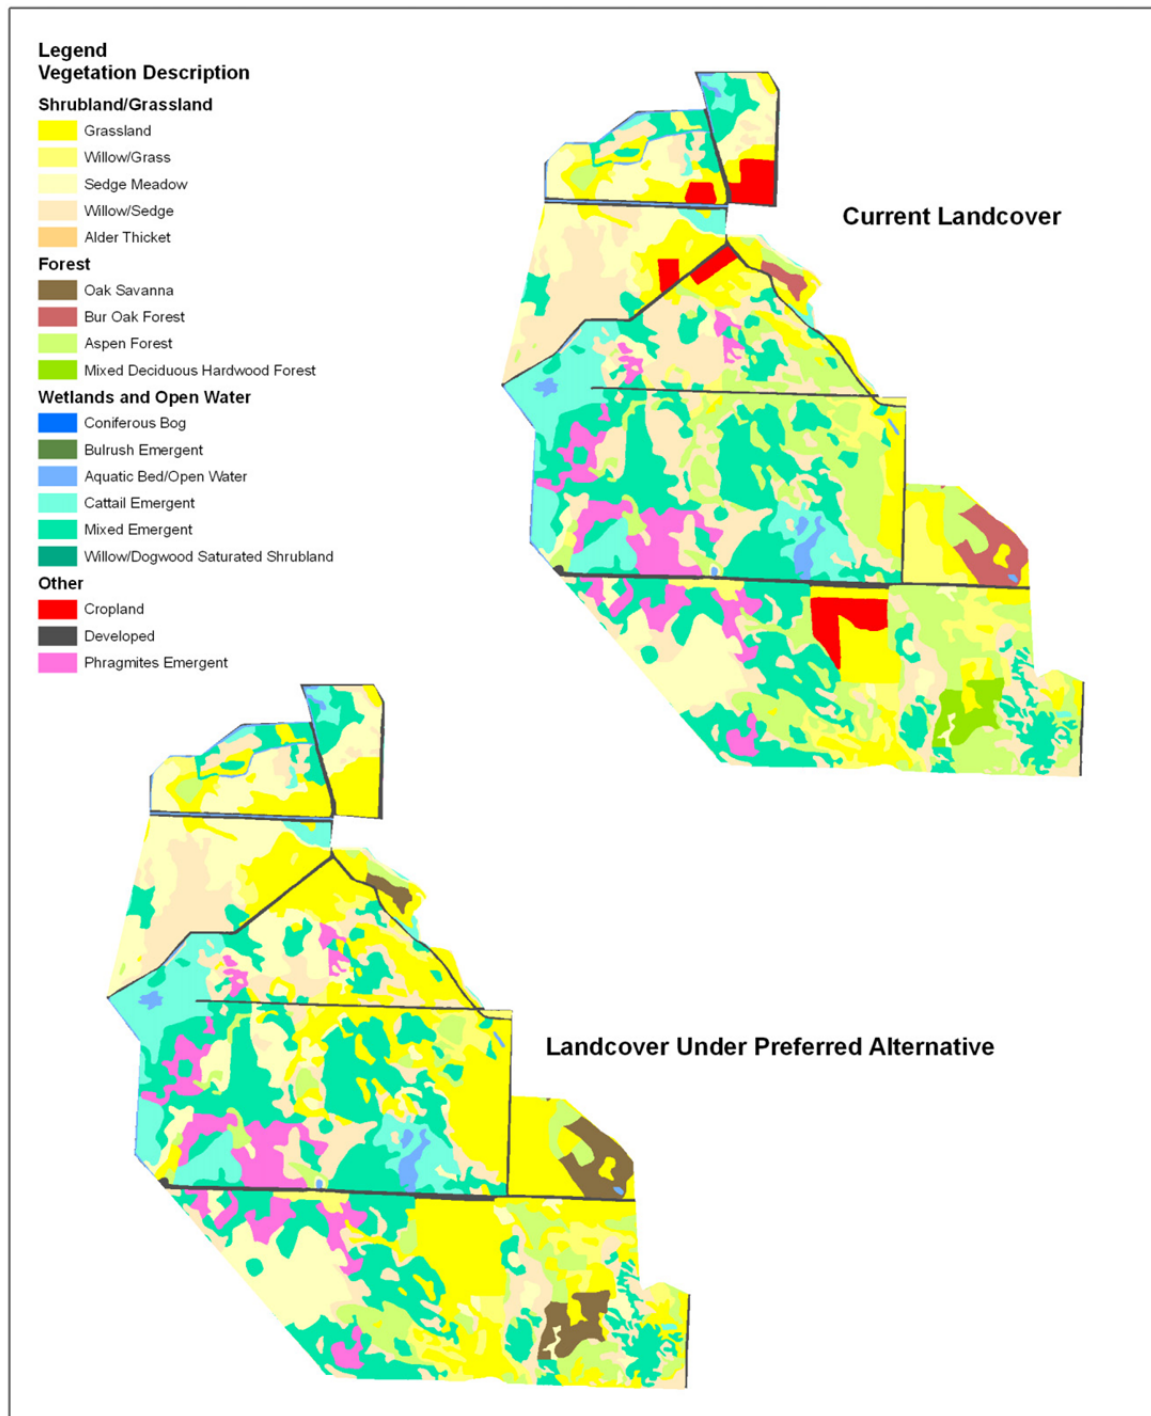 Legend
Vegetation Description
Shrubland/Grassland
Grassland
Willow/Grass
Sedge Meadow
Willow/Sedge
Alder Thicket
Forest
Oak Savanna
Bur Oak Forest
Aspen Forest
Mixed Deciduous Hardwood Forest
Wetlands and Open Water
Coniferous Bog
Bulrush Emergent
Aquatic Bed/Open Water
Cattail Emergent
Mixed Emergent
Willow/Dogwood Saturated Shrubland
Other
Cropland
Developed
Phragmites Emergent
Current Landcover
Landcover Under Preferred Alternative